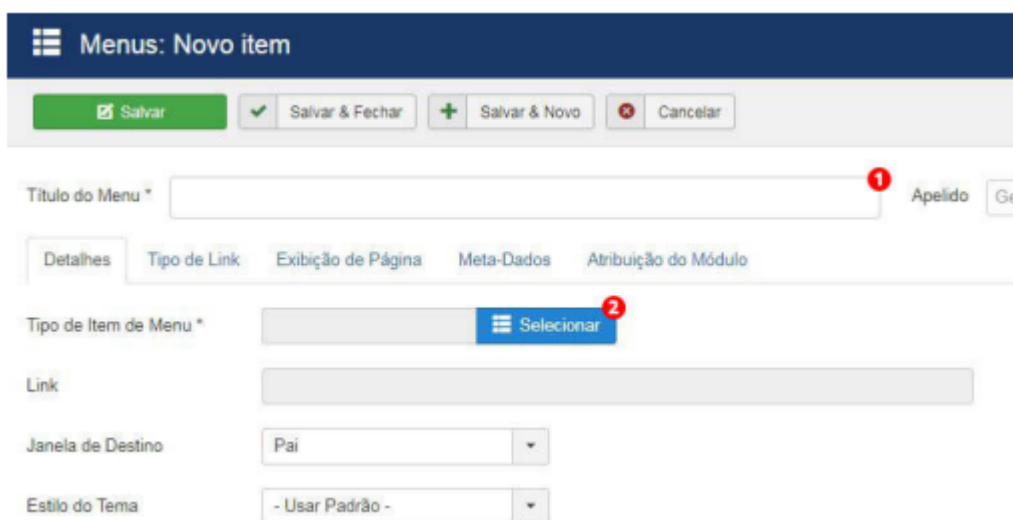 Menus: Novo item
Salvar Salvar & Fechar Salvar & Novo Cancelar
Título do Menu * 1 Apelido Ge
Detalhes Tipo de Link Exibição de Página Meta-Dados Atribuição do Módulo
Tipo de Item de Menu * Selecionar 2
Link
Janela de Destino Pai
Estilo do Tema - Usar Padrão -